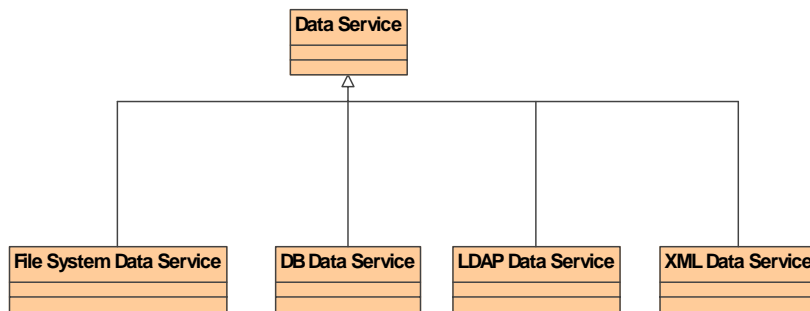 Data Service
File System Data Service
DB Data Service
LDAP Data Service
XML Data Service